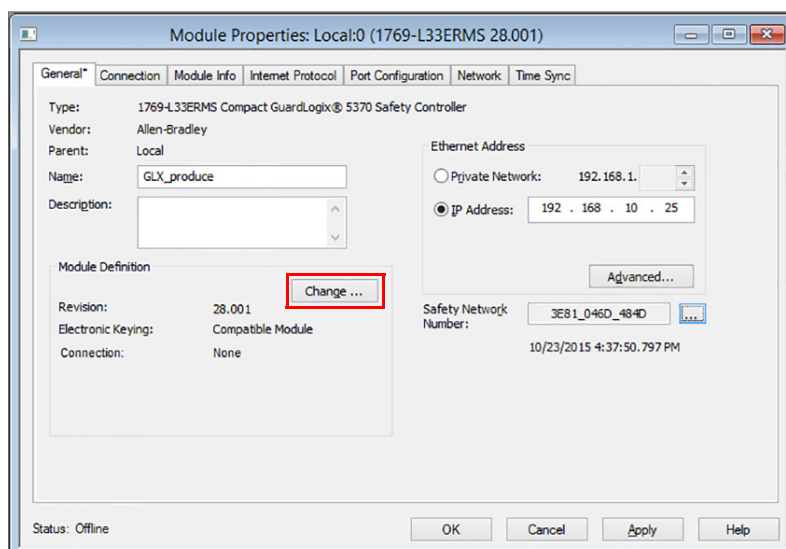 Module Properties: Local:0 (1769-L33ERMS 28.001)
General* Connection Module Info Internet Protocol Port Configuration Network Time Sync
Type: 1769-L33ERMS Compact GuardLogix® 5370 Safety Controller
Vendor: Allen-Bradley
Parent: Local
Name: GLX_produce
Description:
Ethernet Address
Private Network: 192.168.1.
IP Address: 192 . 168 . 10 . 25
Advanced...
Module Definition
Change ...
Revision: 28.001
Electronic Keying: Compatible Module
Connection: None
Safety Network Number: 3E81_046D_484D ...
10/23/2015 4:37:50.797 PM
Status: Offline
OK Cancel Apply Help